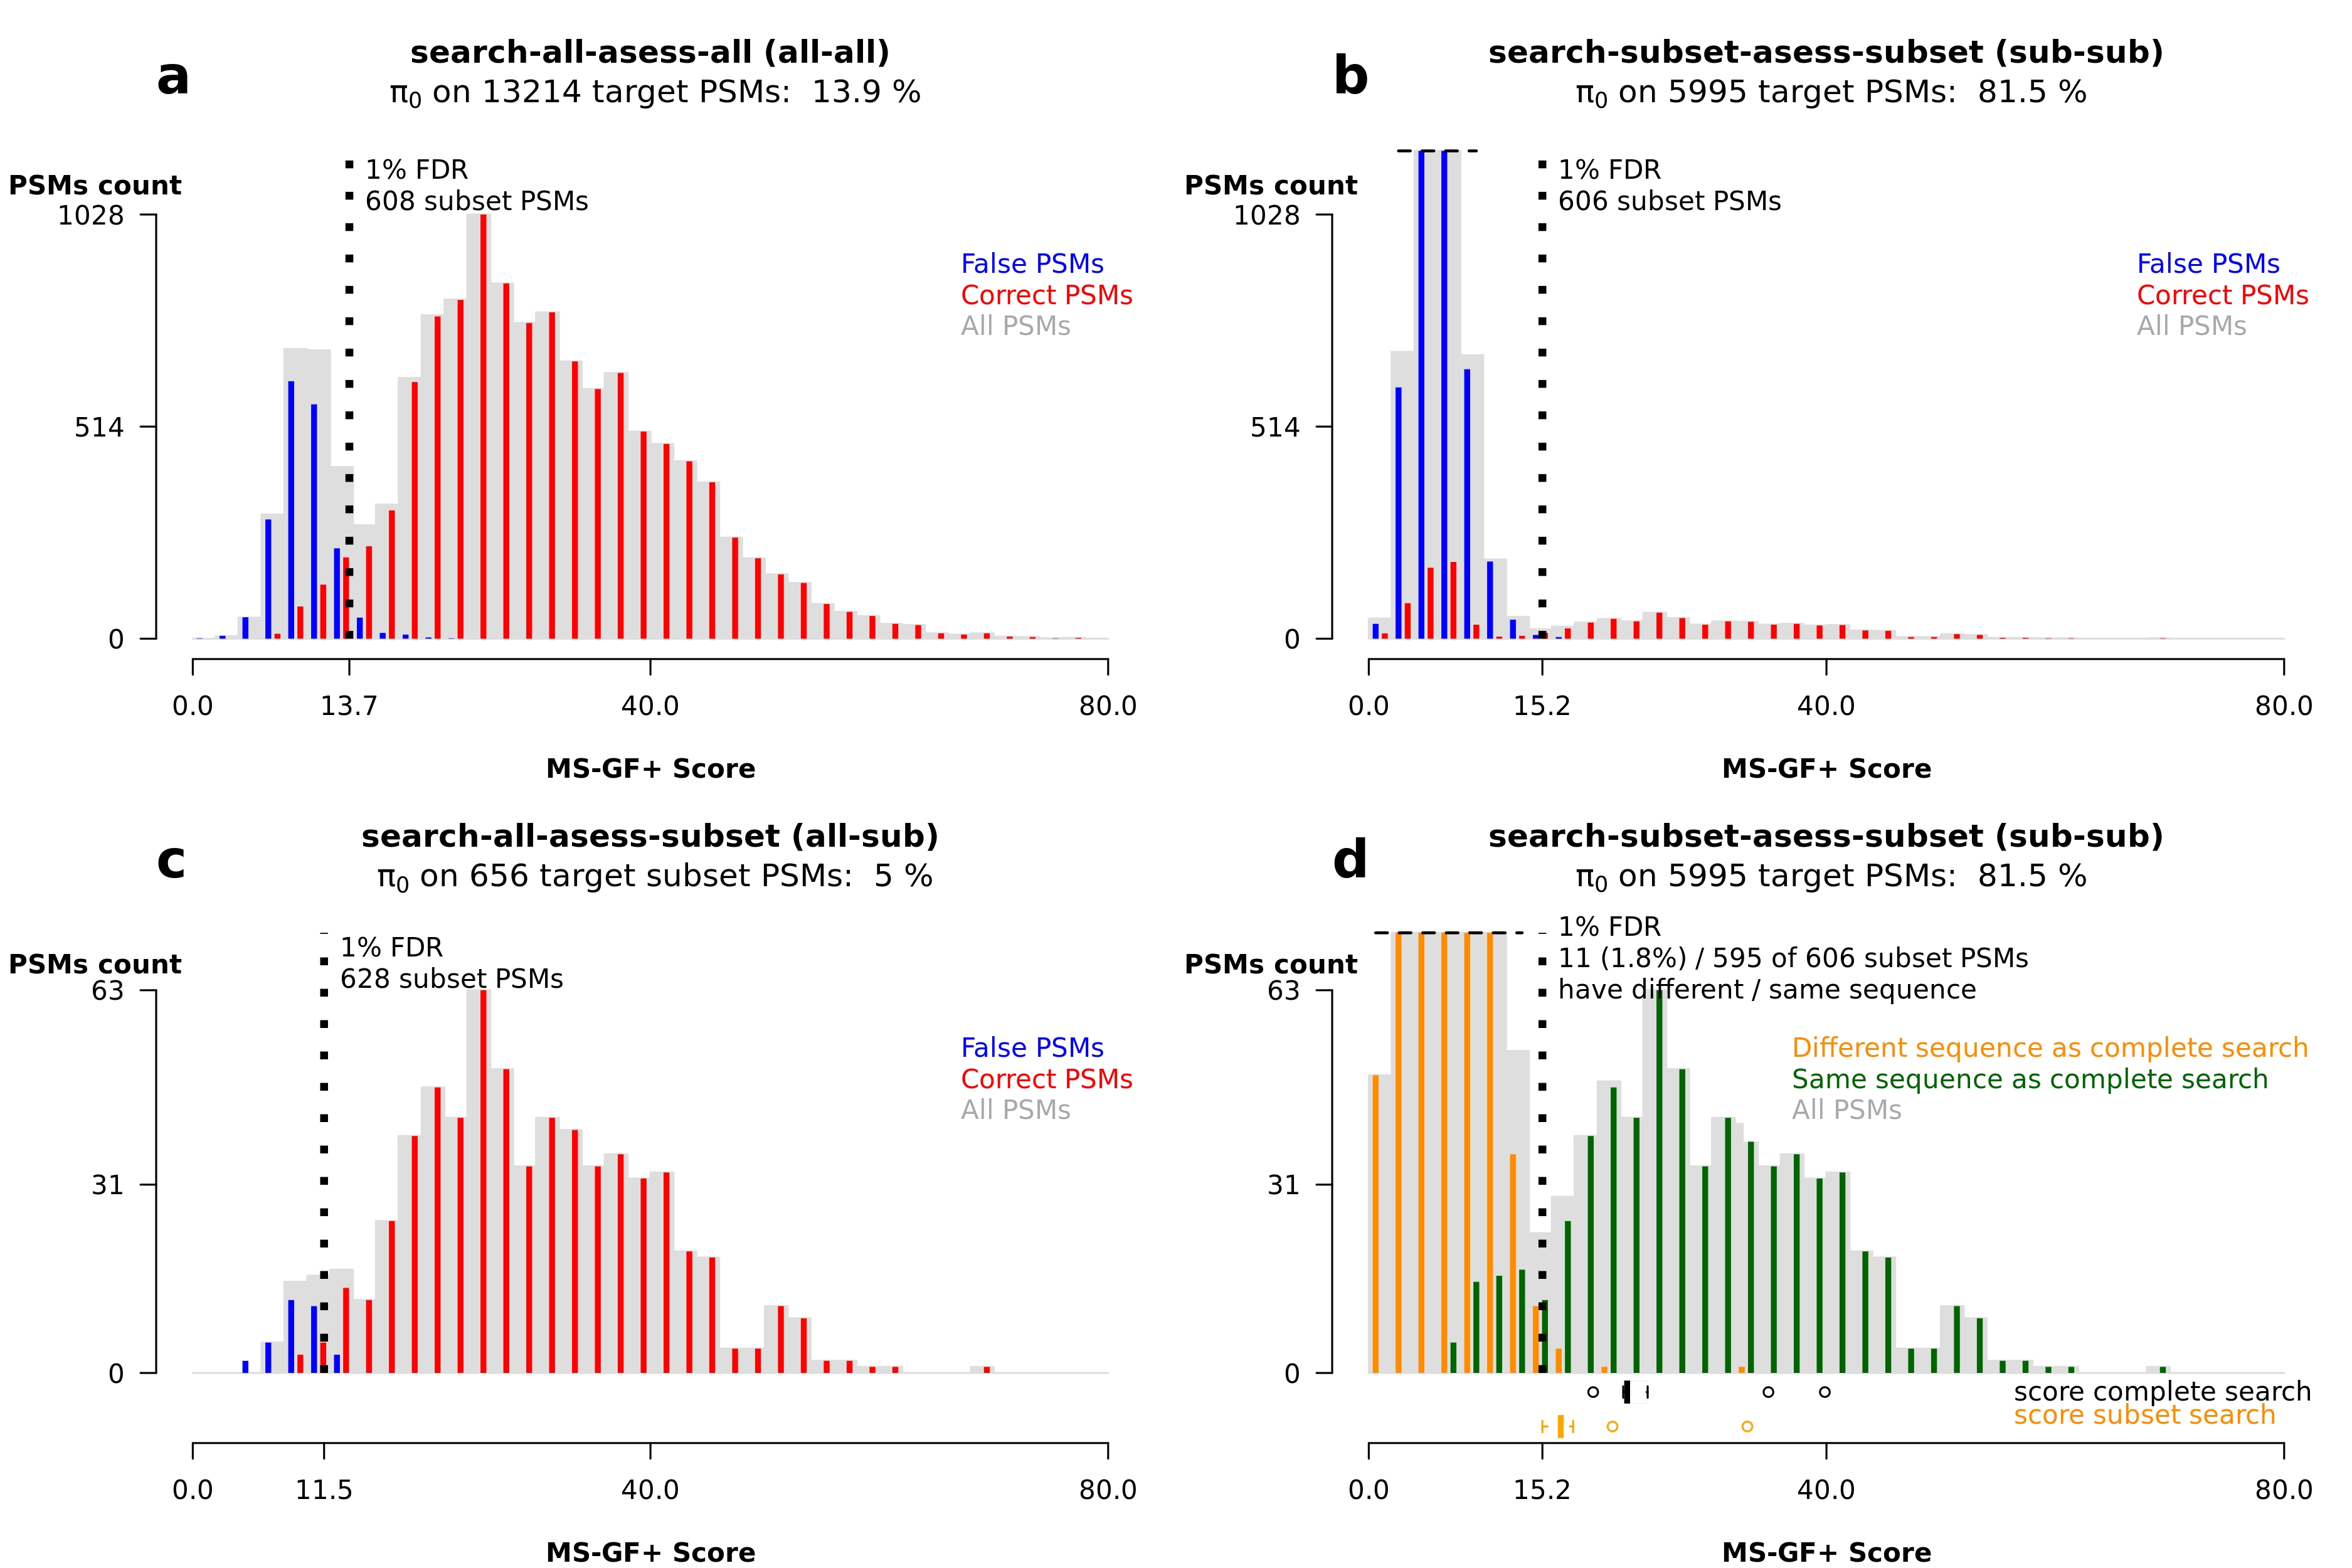 a
search-all-asess-all (all-all)
π0 on 13214 target PSMs: 13.9 %
PSMs count
1% FDR
608 subset PSMs
1028
514
0
False PSMs
Correct PSMs
All PSMs
0.0 13.7 40.0 80.0
MS-GF+ Score
b
search-subset-asess-subset (sub-sub)
π0 on 5995 target PSMs: 81.5 %
PSMs count
1% FDR
606 subset PSMs
1028
514
0
False PSMs
Correct PSMs
All PSMs
0.0 15.2 40.0 80.0
MS-GF+ Score
c
search-all-asess-subset (all-sub)
π0 on 656 target subset PSMs: 5 %
PSMs count
1% FDR
628 subset PSMs
63
31
0
False PSMs
Correct PSMs
All PSMs
0.0 11.5 40.0 80.0
MS-GF+ Score
d
search-subset-asess-subset (sub-sub)
π0 on 5995 target PSMs: 81.5 %
PSMs count
1% FDR
11 (1.8%) / 595 of 606 subset PSMs
have different / same sequence
63
31
0
Different sequence as complete search
Same sequence as complete search
All PSMs
score complete search
score subset search
0.0 15.2 40.0 80.0
MS-GF+ Score